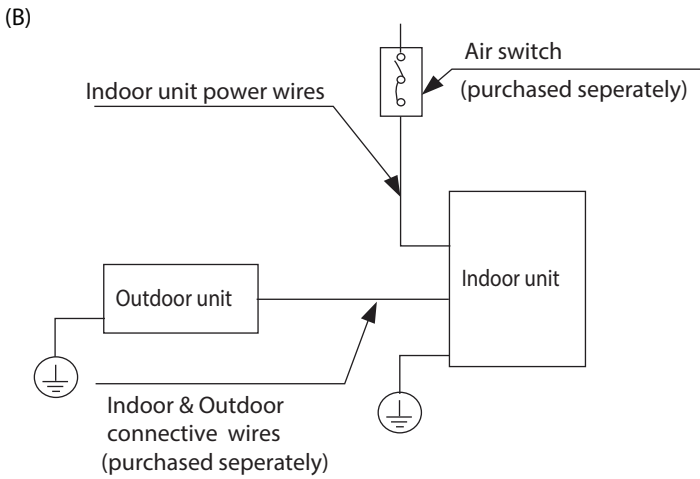 (B)
Air switch
(purchased seperately)
Indoor unit power wires
Indoor unit
Outdoor unit
Indoor & Outdoor
connective wires
(purchased seperately)